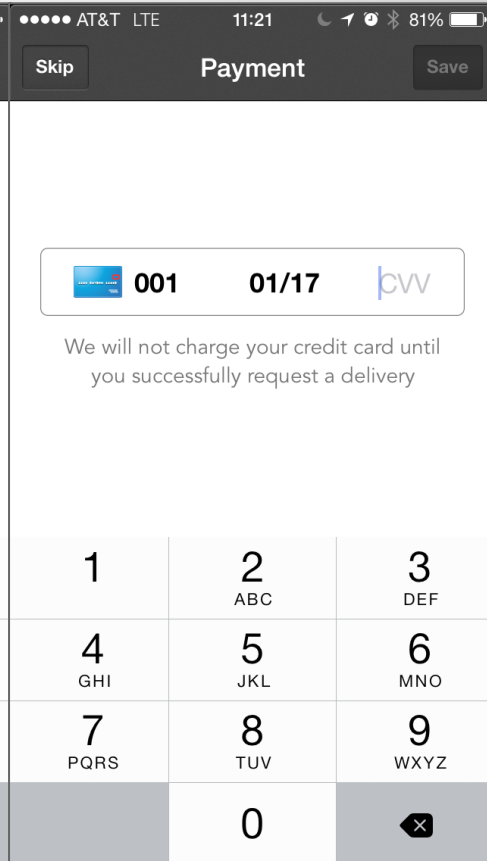 AT&T LTE 11:21 81%
Skip Payment Save
001 01/17 CVV
We will not charge your credit card until
you successfully request a delivery
1 2 3
ABC DEF
4 5 6
GHI JKL MNO
7 8 9
PQRS TUV WXYZ
0